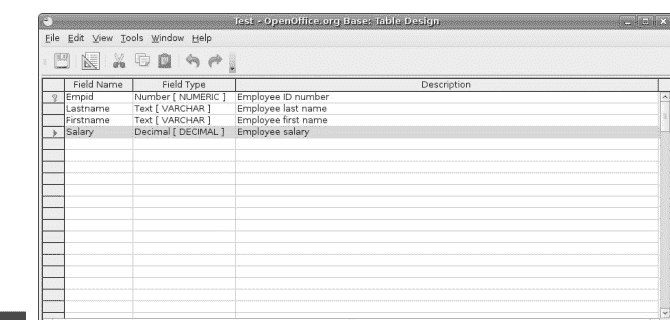 Test - OpenOffice.org Base: Table Design
File Edit View Tools Window Help
Field Name Field Type Description
Empid Number [ NUMERIC ] Employee ID number
Lastname Text [ VARCHAR ] Employee last name
Firstname Text [ VARCHAR ] Employee first name
Salary Decimal [ DECIMAL ] Employee salary